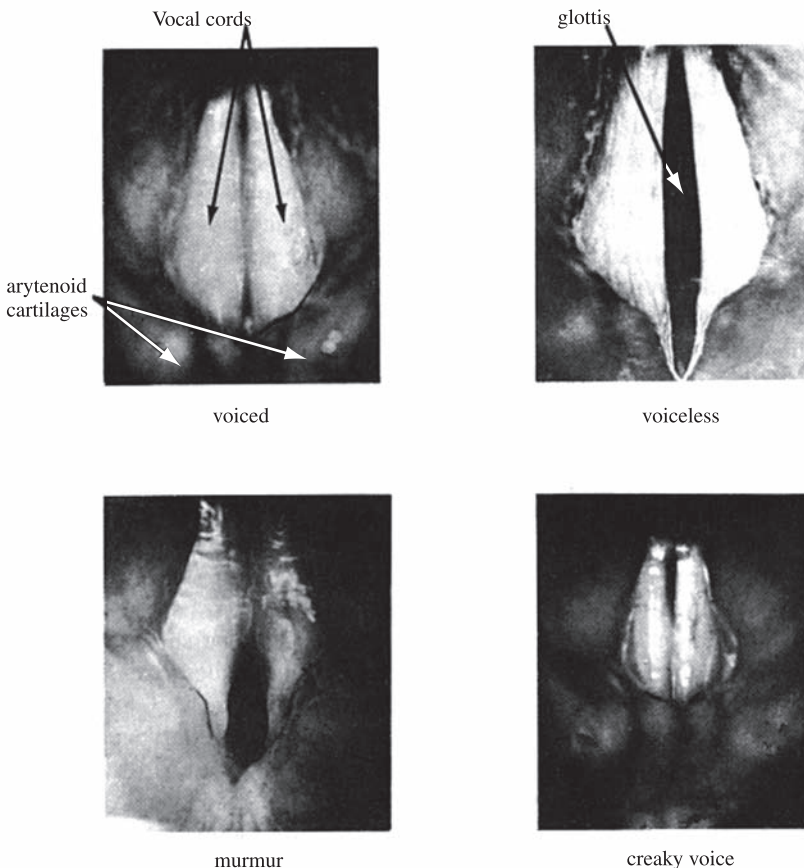 Vocal cords
glottis
arytenoid
cartilages
voiced
voiceless
murmur
creaky voice